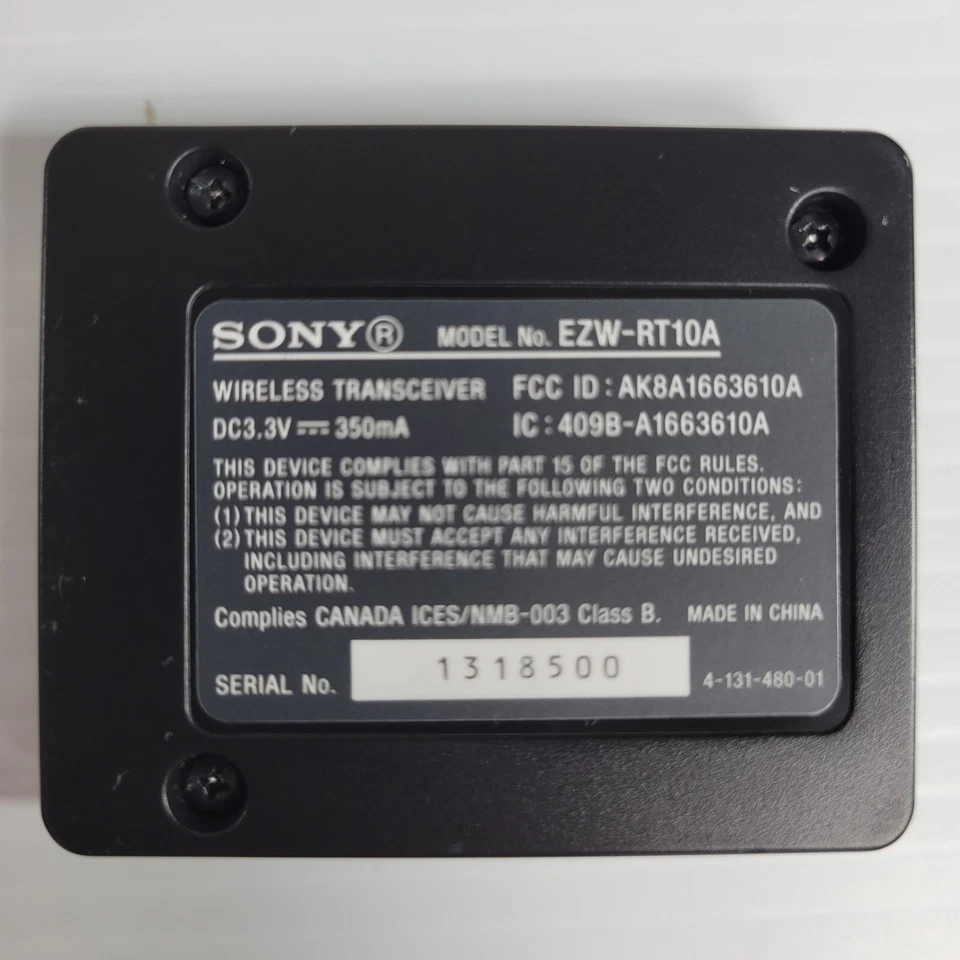 SONY® MODEL No. EZW-RT10A
WIRELESS TRANSCEIVER FCC ID : AK8A1663610A
DC3.3V ⎓ 350mA IC : 409B-A1663610A
THIS DEVICE COMPLIES WITH PART 15 OF THE FCC RULES.
OPERATION IS SUBJECT TO THE FOLLOWING TWO CONDITIONS:
(1) THIS DEVICE MAY NOT CAUSE HARMFUL INTERFERENCE, AND
(2) THIS DEVICE MUST ACCEPT ANY INTERFERENCE RECEIVED,
INCLUDING INTERFERENCE THAT MAY CAUSE UNDESIRED
OPERATION.
Complies CANADA ICES/NMB-003 Class B. MADE IN CHINA
SERIAL No. 1318500 4-131-480-01